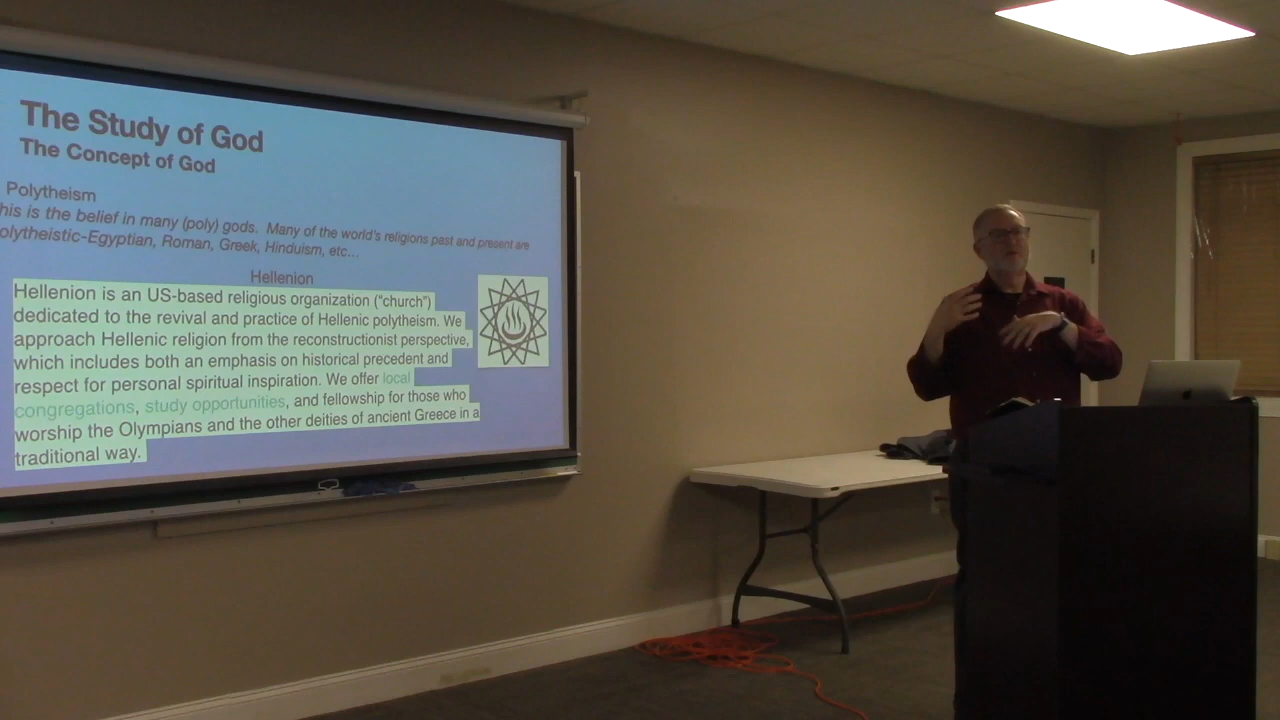 The Study of God
The Concept of God
Polytheism
his is the belief in many (poly) gods. Many of the world's religions past and present are
olytheistic-Egyptian, Roman, Greek, Hinduism, etc...
Hellenion
Hellenion is an US-based religious organization ("church")
dedicated to the revival and practice of Hellenic polytheism. We
approach Hellenic religion from the reconstructionist perspective,
which includes both an emphasis on historical precedent and
respect for personal spiritual inspiration. We offer local
congregations, study opportunities, and fellowship for those who
worship the Olympians and the other deities of ancient Greece in a
traditional way.